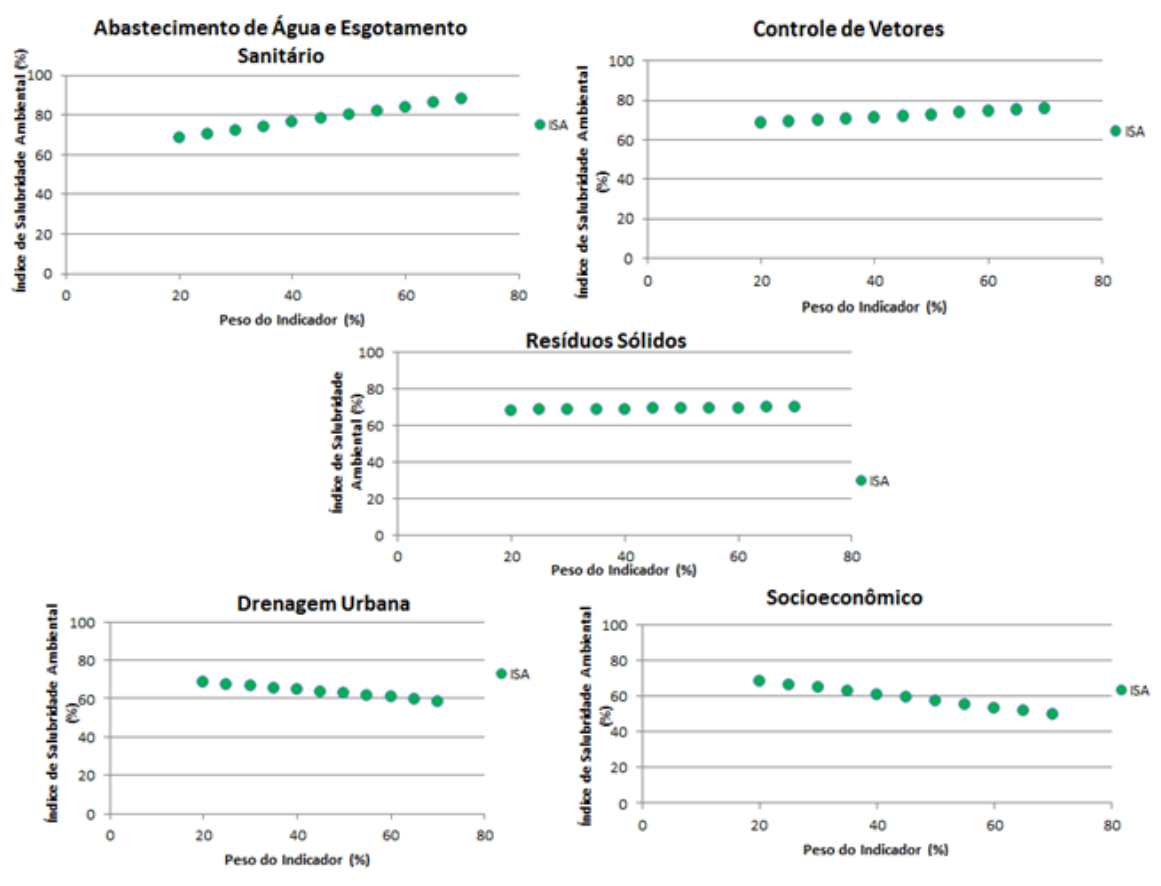 Abastecimento de Água e Esgotamento
Sanitário
Índice de Salubridade Ambiental (%)
100
80
60
40
20
0
0 20 40 60 80
Peso do Indicador (%)
ISA
Controle de Vetores
Índice de Salubridade Ambiental
(%)
100
80
60
40
20
0
0 20 40 60 80
Peso do Indicador (%)
ISA
Resíduos Sólidos
Índice de Salubridade
Ambiental (%)
100
80
60
40
20
0
0 20 40 60 80
Peso do Indicador (%)
ISA
Drenagem Urbana
Índice de Salubridade Ambiental
(%)
100
80
60
40
20
0
0 20 40 60 80
Peso do Indicador (%)
ISA
Socioeconômico
Índice de Salubridade Ambiental
(%)
100
80
60
40
20
0
0 20 40 60 80
Peso do Indicador (%)
ISA